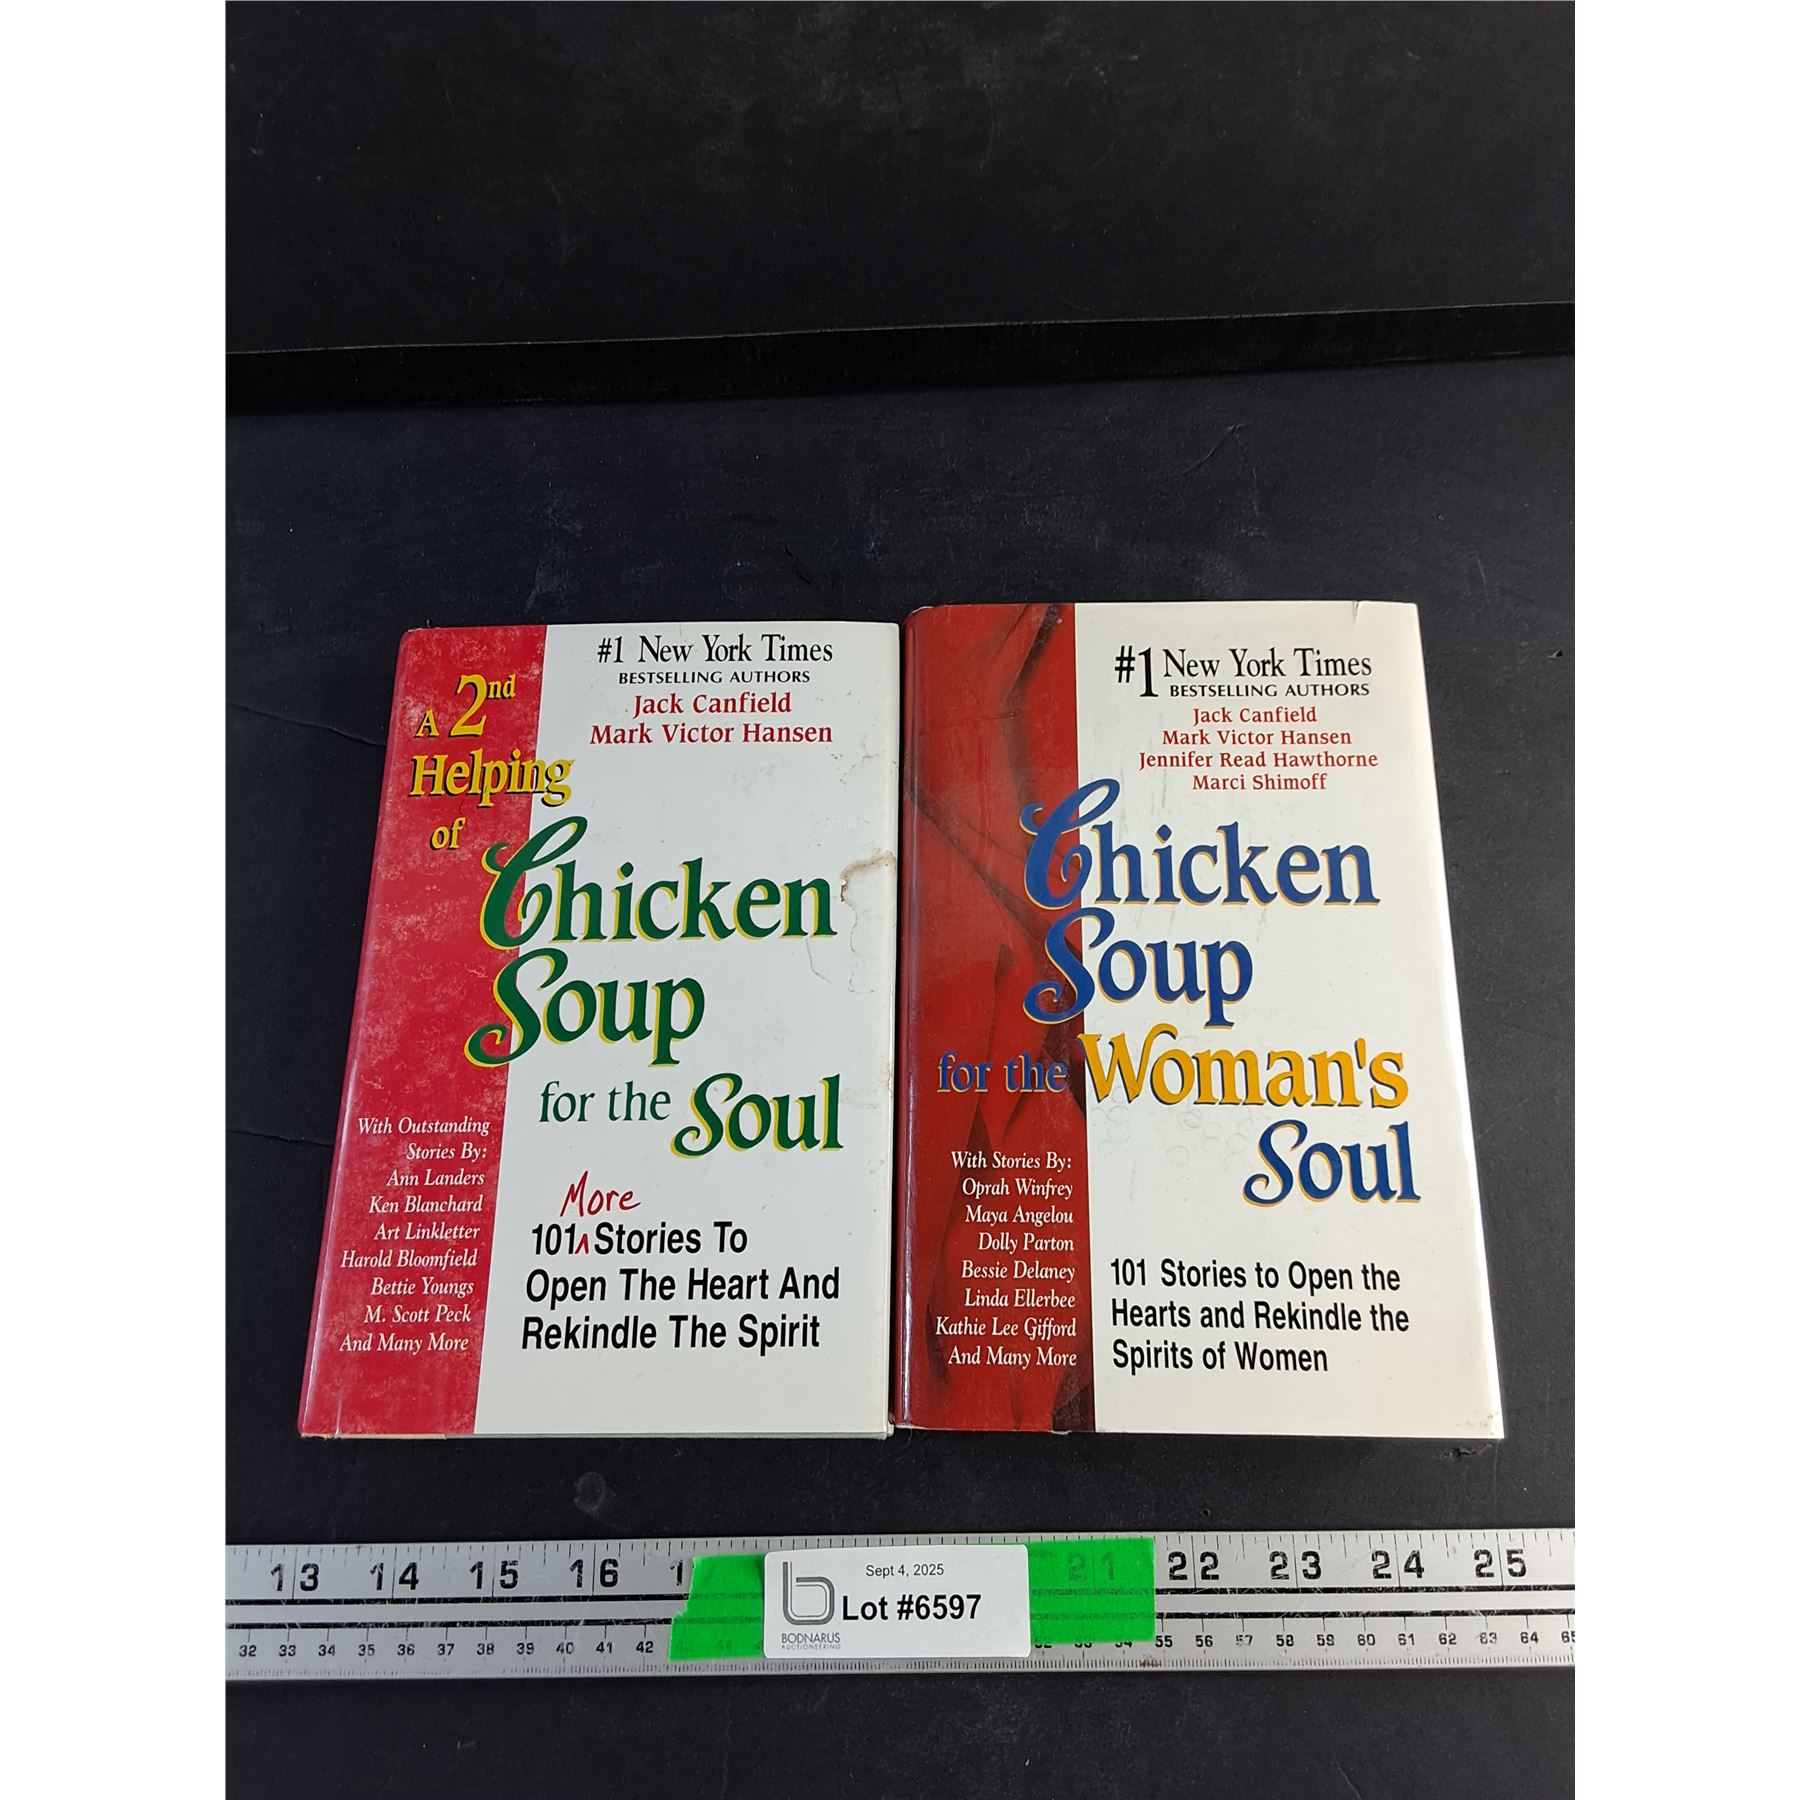 A 2nd
Helping
of
#1 New York Times
BESTSELLING AUTHORS
Jack Canfield
Mark Victor Hansen
Chicken
Soup
for the Soul
More
101 ^ Stories To
Open The Heart And
Rekindle The Spirit
With Outstanding
Stories By:
Ann Landers
Ken Blanchard
Art Linkletter
Harold Bloomfield
Bettie Youngs
M. Scott Peck
And Many More
#1 New York Times
BESTSELLING AUTHORS
Jack Canfield
Mark Victor Hansen
Jennifer Read Hawthorne
Marci Shimoff
Chicken
Soup
for the Woman's
Soul
With Stories By:
Oprah Winfrey
Maya Angelou
Dolly Parton
Bessie Delaney
Linda Ellerbee
Kathie Lee Gifford
And Many More
101 Stories to Open the
Hearts and Rekindle the
Spirits of Women
13 14 15 16 21 22 23 24 25
Sept 4, 2025
Lot #6597
BODNARUS
AUCTIONEERING
32 33 34 35 36 37 38 39 40 41 42 55 56 57 58 59 60 61 62 63 64